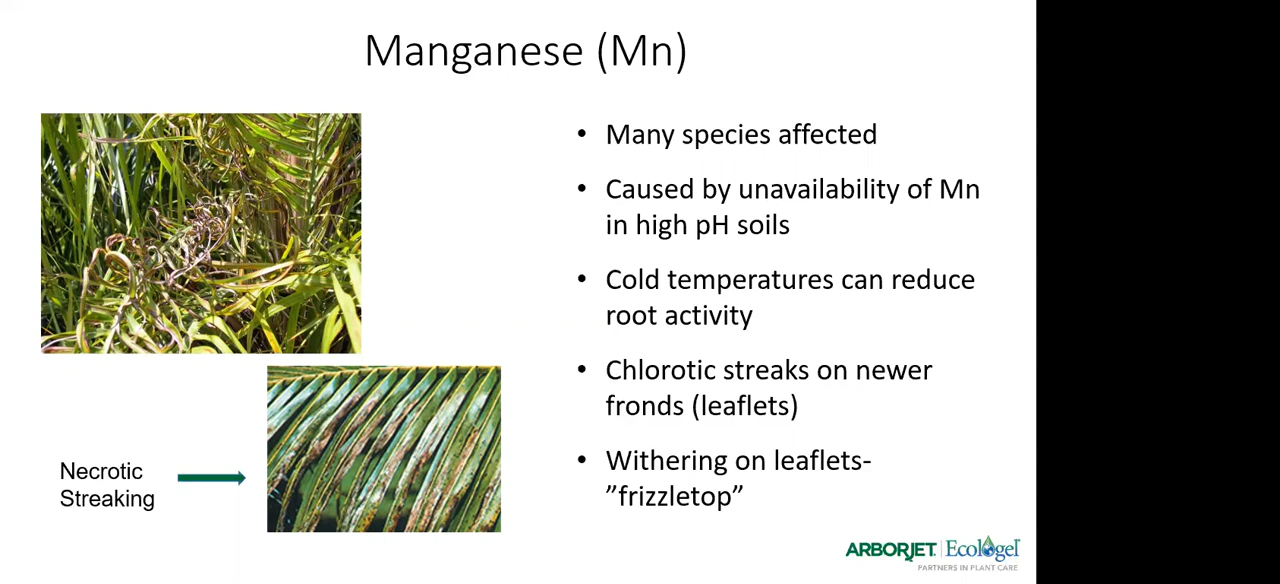 Manganese (Mn)
• Many species affected
• Caused by unavailability of Mn
in high pH soils
• Cold temperatures can reduce
root activity
• Chlorotic streaks on newer
fronds (leaflets)
• Withering on leaflets-
”frizzletop”
Necrotic
Streaking
ARBORJET Ecologel
PARTNERS IN PLANT CARE